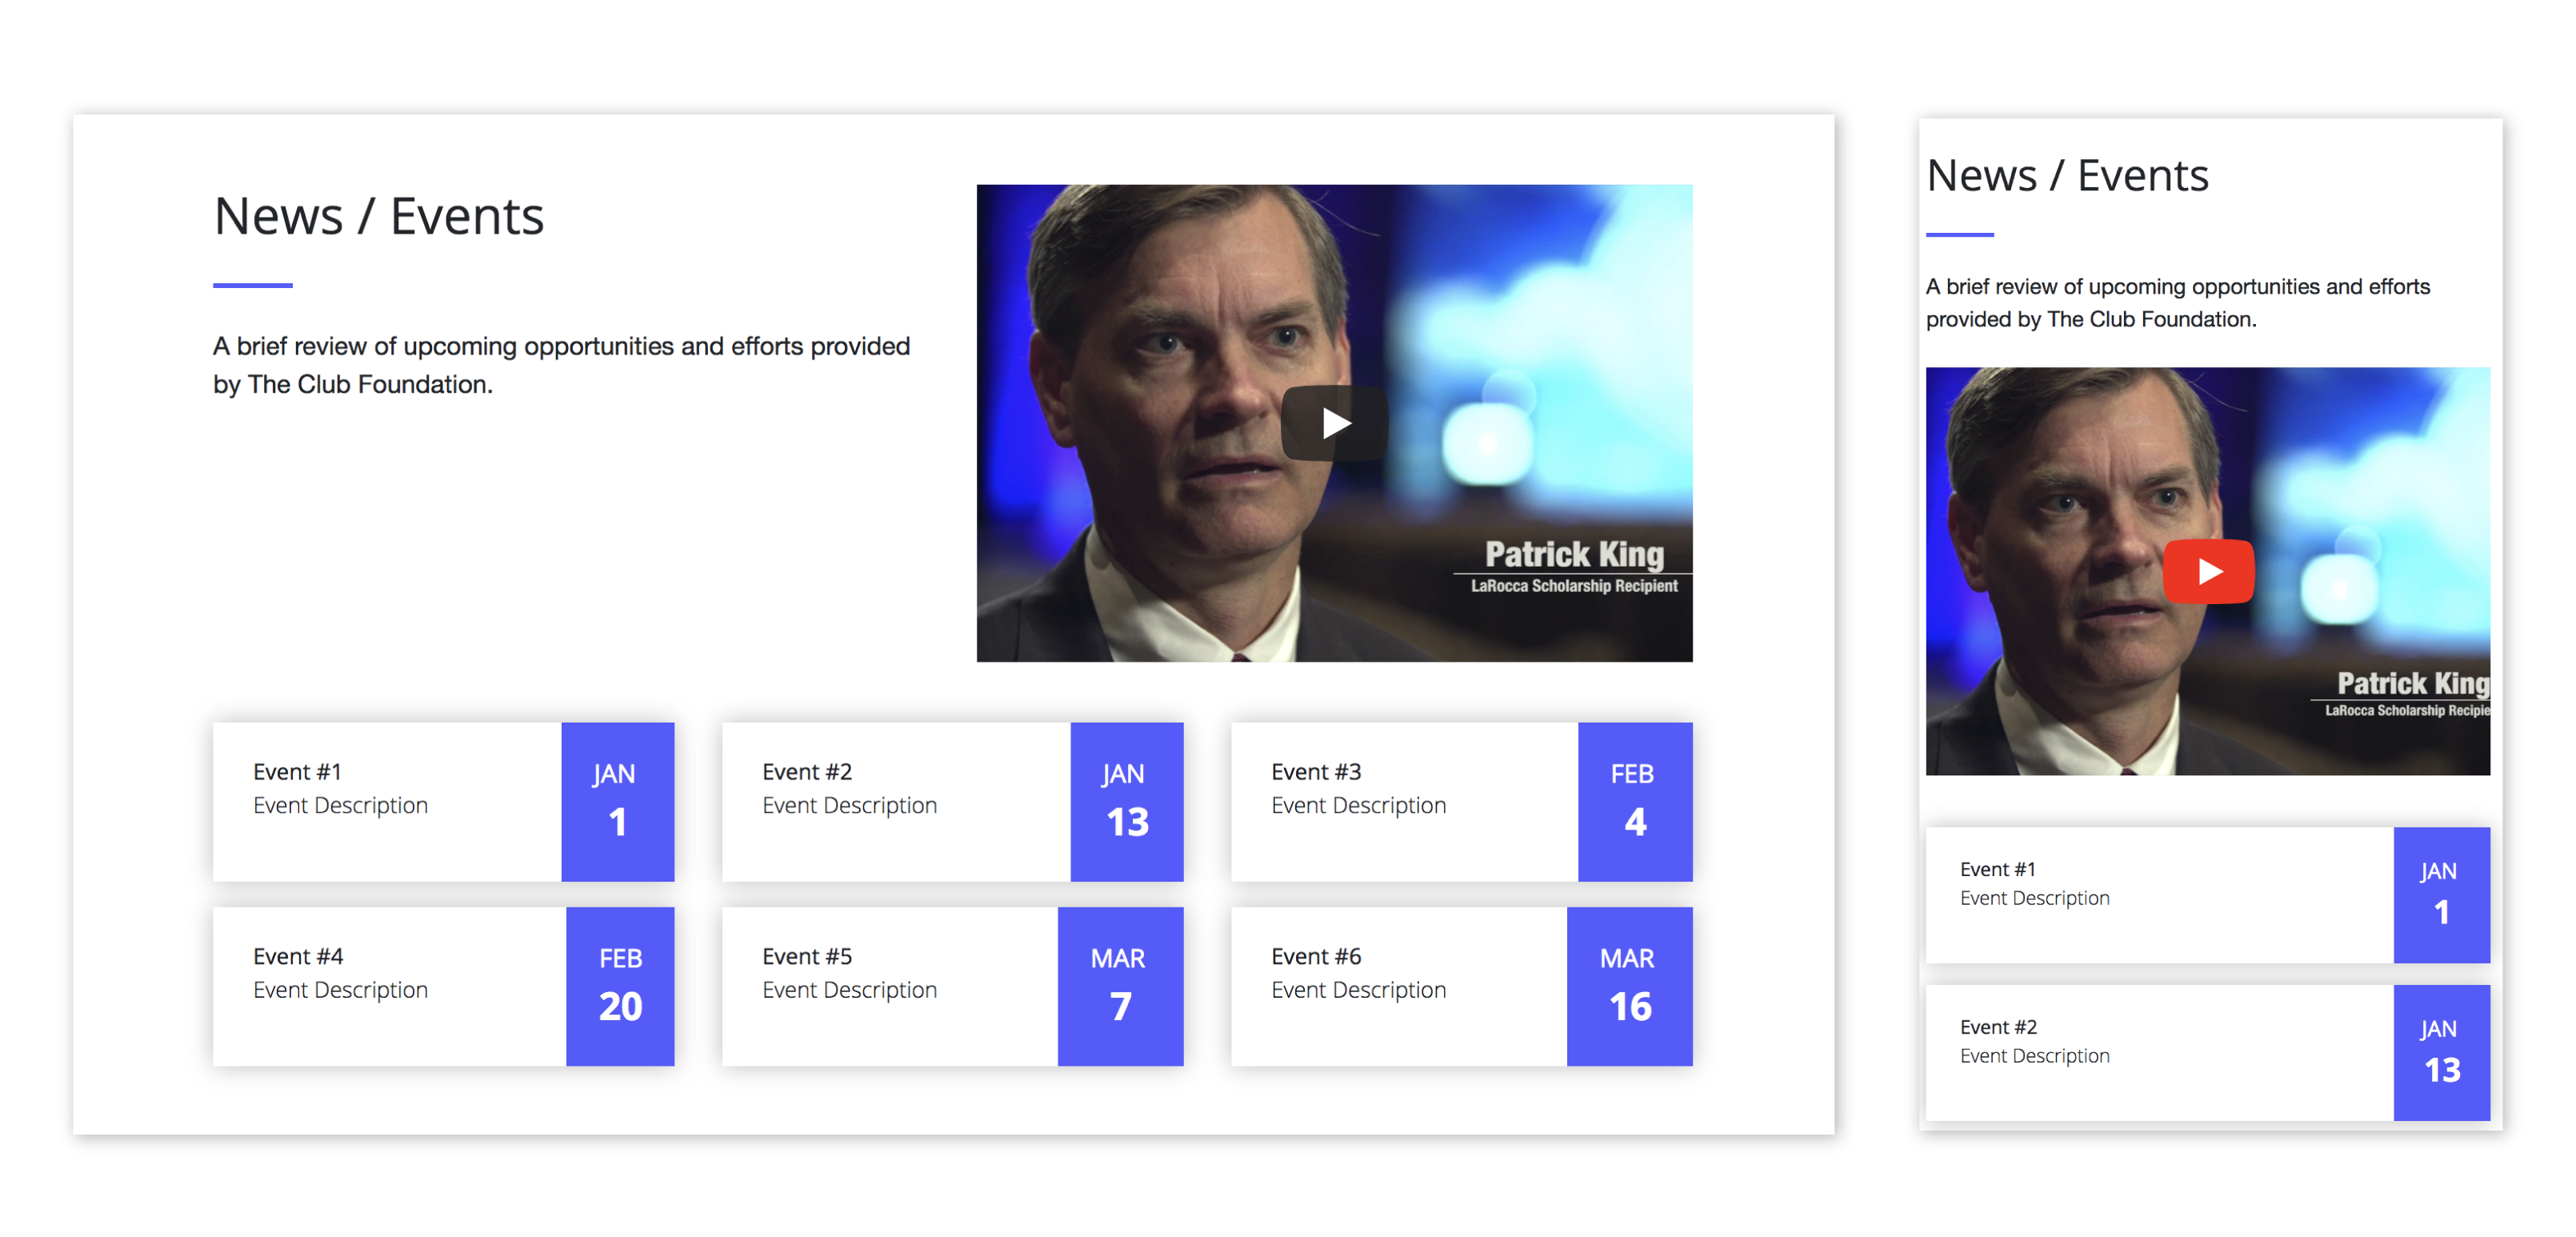 News / Events
A brief review of upcoming opportunities and efforts provided
by The Club Foundation.
Patrick King
LaRocca Scholarship Recipient
Event #1
Event Description
JAN
1
Event #2
Event Description
JAN
13
Event #3
Event Description
FEB
4
Event #4
Event Description
FEB
20
Event #5
Event Description
MAR
7
Event #6
Event Description
MAR
16
News / Events
A brief review of upcoming opportunities and efforts
provided by The Club Foundation.
Patrick King
LaRocca Scholarship Recipie
Event #1
Event Description
JAN
1
Event #2
Event Description
JAN
13